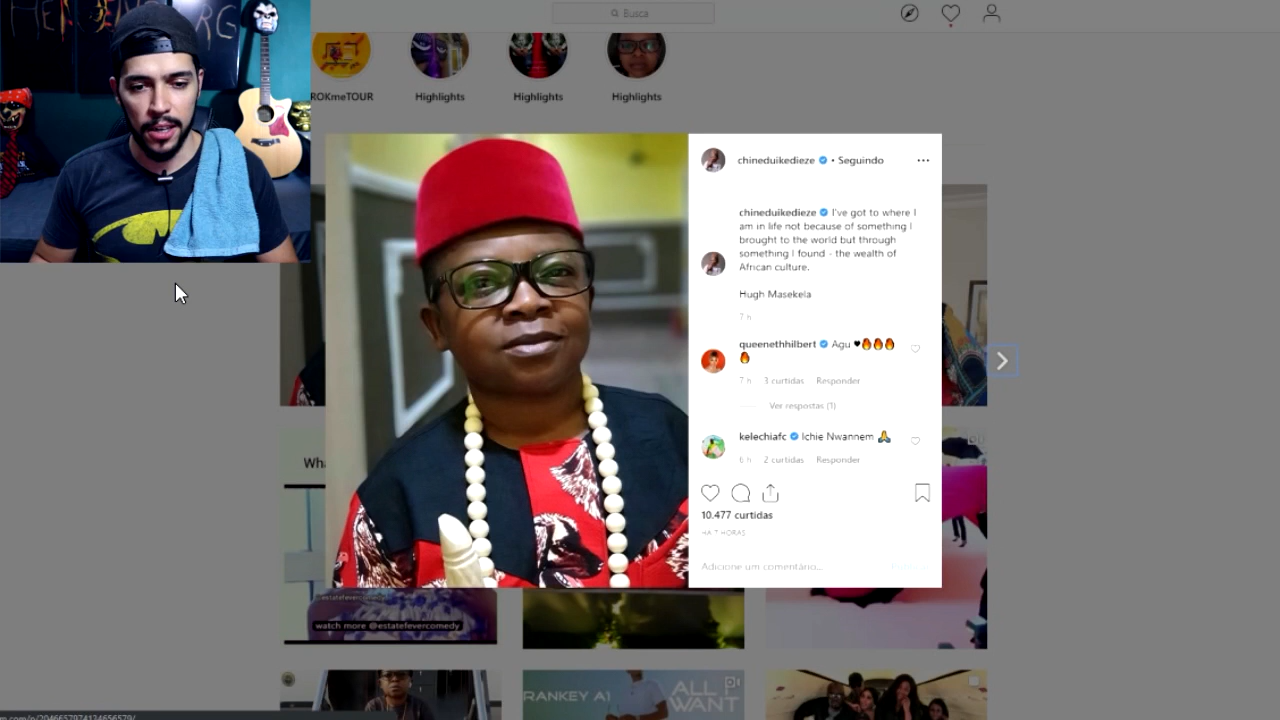 Busca
ROKmeTOUR
Highlights
Highlights
Highlights
chineduikedieze • Seguindo
chineduikedieze I've got to where I
am in life not because of something I
brought to the world but through
something I found - the wealth of
African culture.
Hugh Masekela
7 h
queenethhilbert Agu ♥🔥🔥🔥
🔥
7 h 3 curtidas Responder
Ver respostas (1)
kelechiafc Ichie Nwannem 🙏
6 h 2 curtidas Responder
10.477 curtidas
HÁ 7 HORAS
Adicione um comentário...
Wha
estatefevercomedy
watch more @estatefevercomedy
RANKEY A1
ALL I
WANT